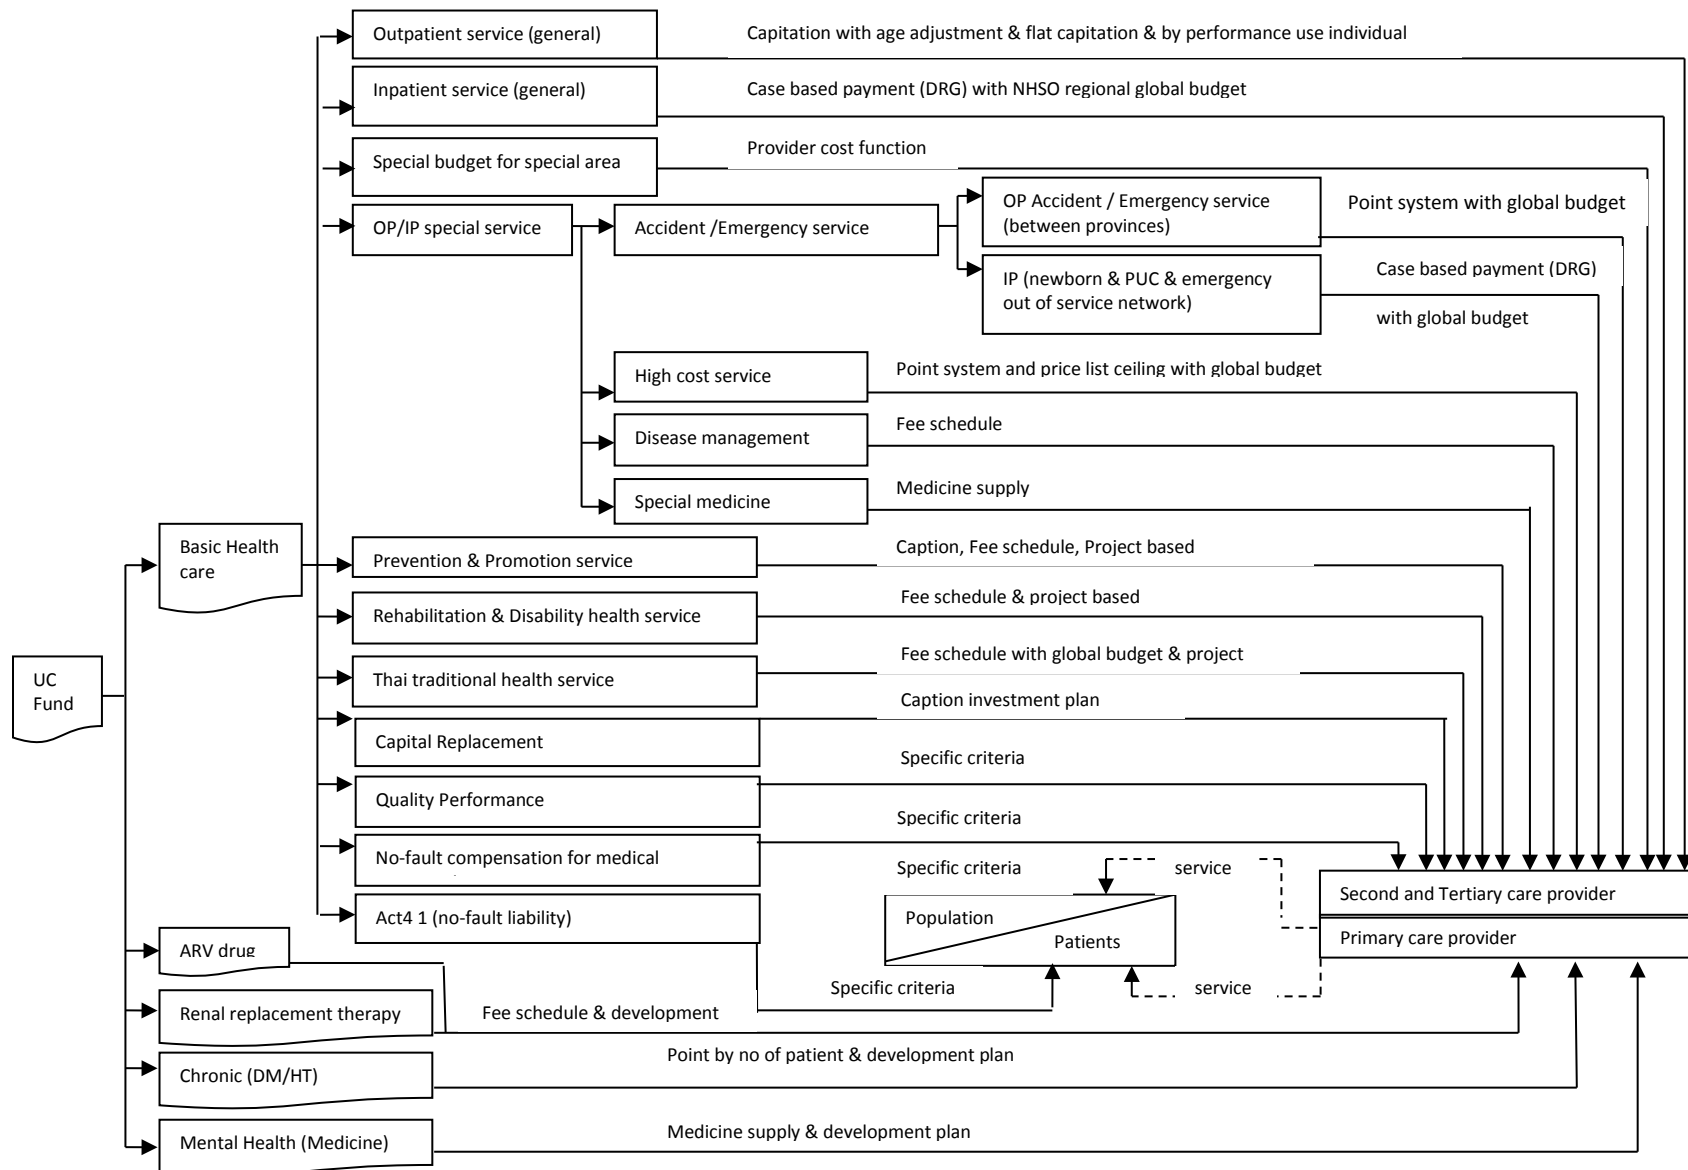 Outpatient service (general)
Capitation with age adjustment & flat capitation & by performance use individual
Inpatient service (general)
Case based payment (DRG) with NHSO regional global budget
Special budget for special area
Provider cost function
OP/IP special service
Accident /Emergency service
OP Accident / Emergency service
(between provinces)
Point system with global budget
IP (newborn & PUC & emergency
out of service network)
Case based payment (DRG)
with global budget
High cost service
Point system and price list ceiling with global budget
Disease management
Fee schedule
Special medicine
Medicine supply
Basic Health
care
Prevention & Promotion service
Caption, Fee schedule, Project based
Rehabilitation & Disability health service
Fee schedule & project based
UC
Fund
Thai traditional health service
Fee schedule with global budget & project
Caption investment plan
Capital Replacement
Specific criteria
Quality Performance
Specific criteria
No-fault compensation for medical
Specific criteria
service
Act4 1 (no-fault liability)
Population
Patients
Second and Tertiary care provider
Primary care provider
ARV drug
Specific criteria
service
Renal replacement therapy
Fee schedule & development
Point by no of patient & development plan
Chronic (DM/HT)
Mental Health (Medicine)
Medicine supply & development plan